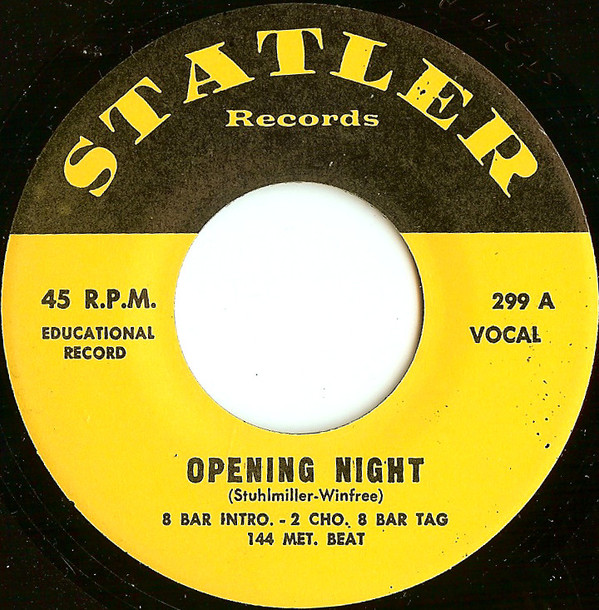 STATLER
Records
45 R.P.M.
EDUCATIONAL
RECORD
299 A
VOCAL
OPENING NIGHT
(Stuhlmiller-Winfree)
8 BAR INTRO. - 2 CHO. 8 BAR TAG
144 MET. BEAT